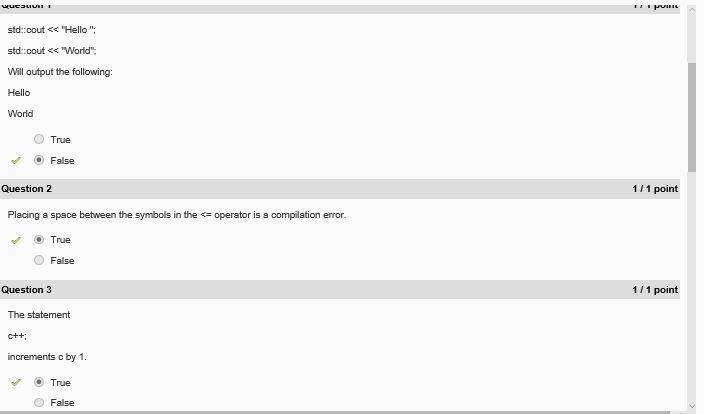 Question 1 1 / 1 point
std::cout << "Hello ";
std::cout << "World";
Will output the following:
Hello
World
True
False
Question 2 1 / 1 point
Placing a space between the symbols in the <= operator is a compilation error.
True
False
Question 3 1 / 1 point
The statement
c++;
increments c by 1.
True
False